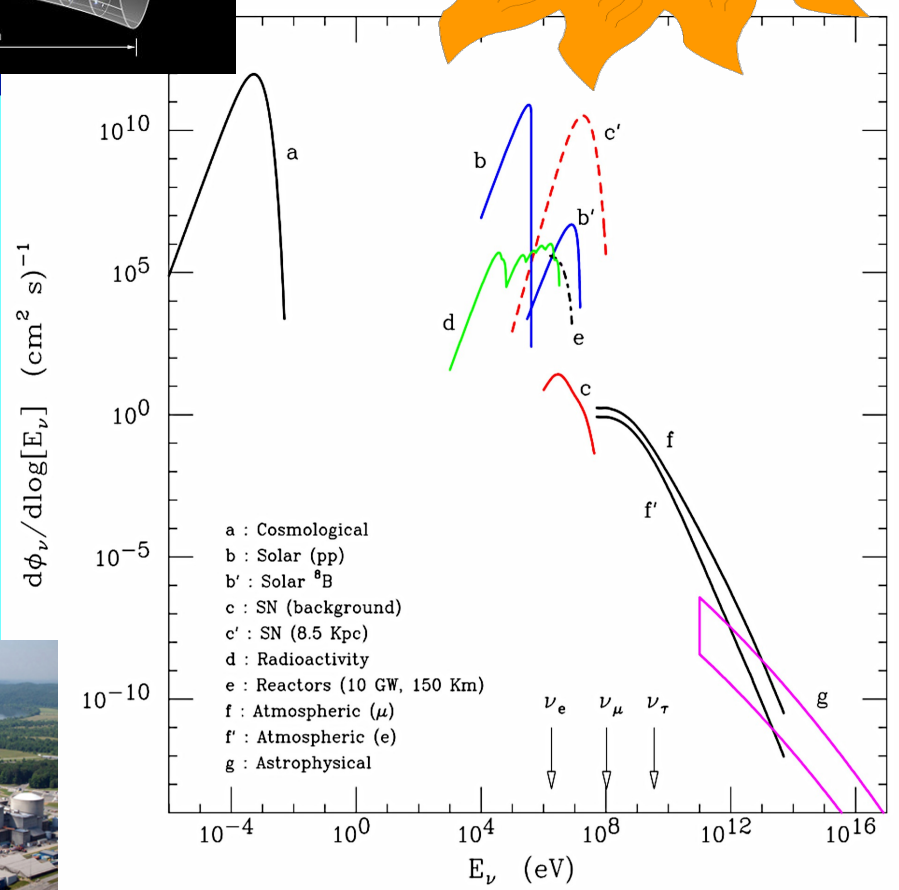 10^10
10^5
10^0
10^−5
10^−10
dϕ_ν/dlog[E_ν] (cm² s)^−1
a
b
c′
b′
d
e
c
f
f′
g
a : Cosmological
b : Solar (pp)
b′ : Solar ⁸B
c : SN (background)
c′ : SN (8.5 Kpc)
d : Radioactivity
e : Reactors (10 GW, 150 Km)
f : Atmospheric (μ)
f′ : Atmospheric (e)
g : Astrophysical
ν_e ν_μ ν_τ
10^−4 10^0 10^4 10^8 10^12 10^16
E_ν (eV)